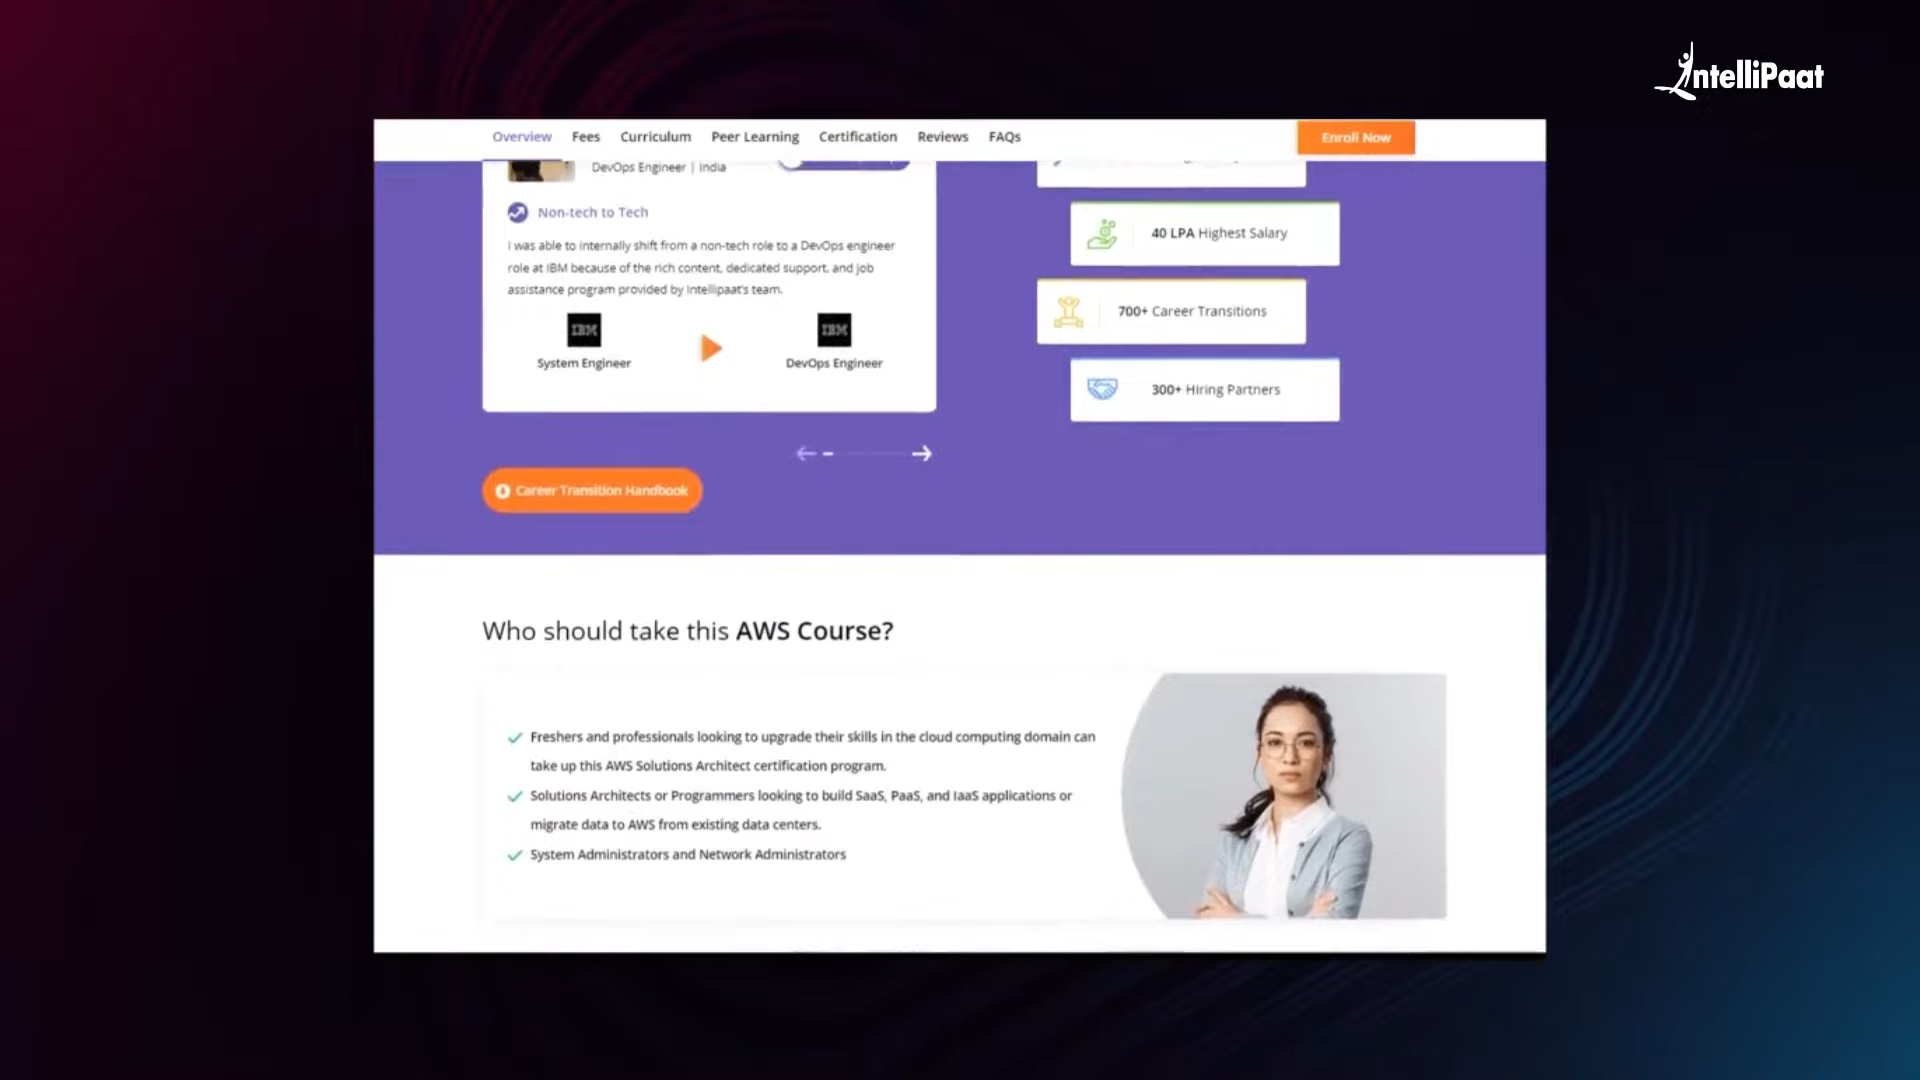 IntelliPaat
Overview Fees Curriculum Peer Learning Certification Reviews FAQs Enroll Now
DevOps Engineer | India
Non-tech to Tech
I was able to internally shift from a non-tech role to a DevOps engineer
role at IBM because of the rich content, dedicated support, and job
assistance program provided by Intellipaat's team.
IBM IBM
System Engineer DevOps Engineer
40 LPA Highest Salary
700+ Career Transitions
300+ Hiring Partners
Career Transition Handbook
Who should take this AWS Course?
Freshers and professionals looking to upgrade their skills in the cloud computing domain can
take up this AWS Solutions Architect certification program.
Solutions Architects or Programmers looking to build SaaS, PaaS, and IaaS applications or
migrate data to AWS from existing data centers.
System Administrators and Network Administrators